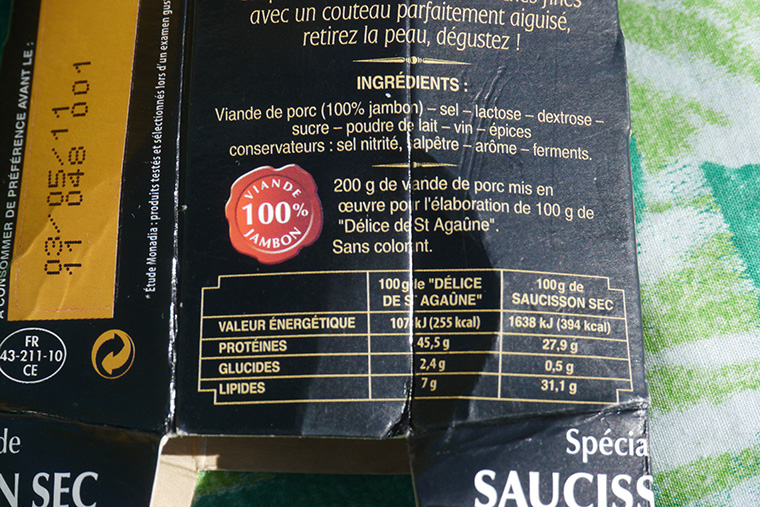 avec un couteau parfaitement aiguisé,
retirez la peau, dégustez !
INGRÉDIENTS :
Viande de porc (100% jambon) – sel – lactose – dextrose –
sucre – poudre de lait – vin – épices
conservateurs : sel nitrité, salpêtre – arôme – ferments.
VIANDE
100%
JAMBON
200 g de viande de porc mis en
œuvre pour l'élaboration de 100 g de
"Délice de St Agaûne".
Sans colorant.
100 g de "DÉLICE
DE ST AGAÛNE"
100 g de
SAUCISSON SEC
VALEUR ÉNERGÉTIQUE 107 kJ (255 kcal) 1638 kJ (394 kcal)
PROTÉINES 45,5 g 27,9 g
GLUCIDES 2,4 g 0,5 g
LIPIDES 7 g 31,1 g
A CONSOMMER DE PRÉFÉRENCE AVANT LE :
03/05/11
11 048 001
* Etude Monadia : produits testés et sélectionnés lors d'un examen gus
FR
43-211-10
CE
de
N SEC
Spécia
SAUCISS